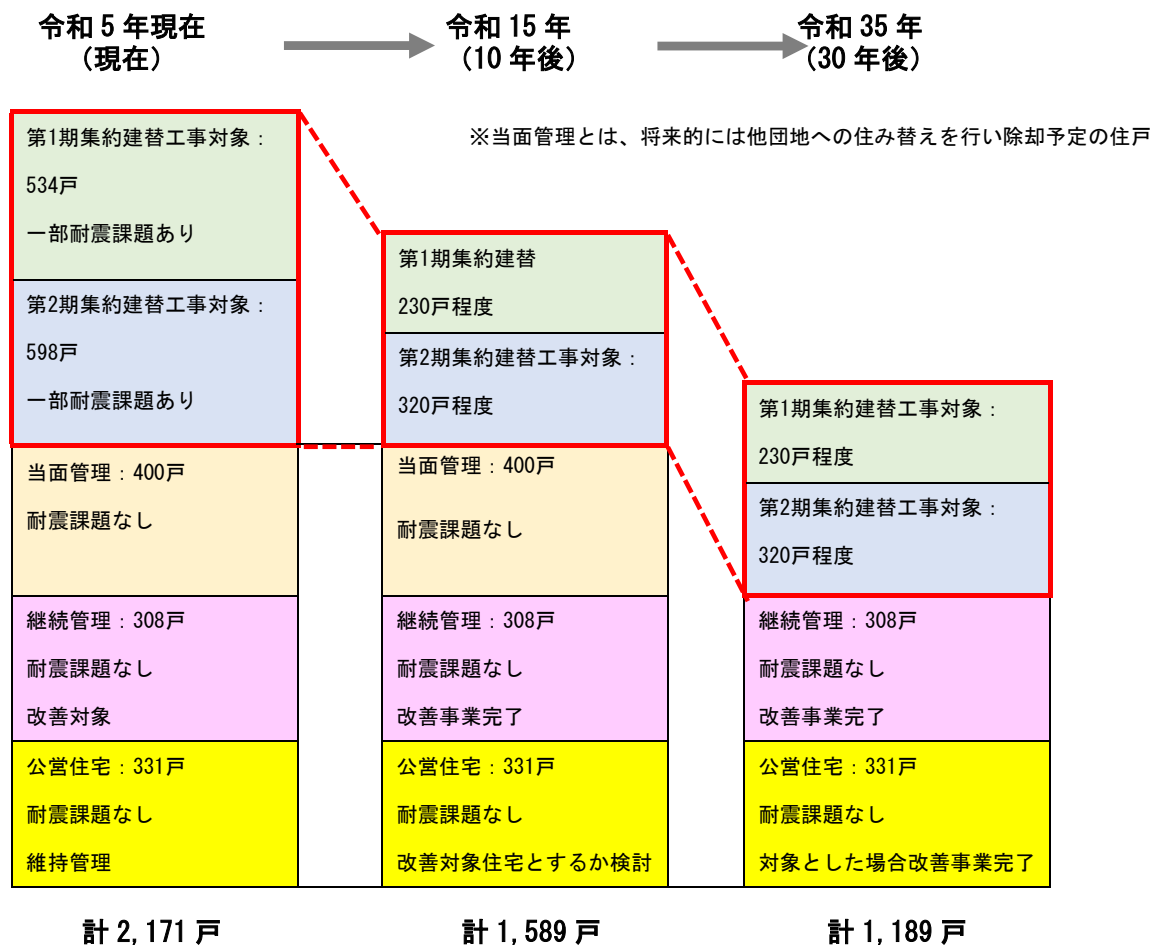 令和 5 年現在
（現在）
令和 15 年
（10 年後）
令和 35 年
（30 年後）
※当面管理とは、将来的には他団地への住み替えを行い除却予定の住戸
第1期集約建替工事対象：
534戸
一部耐震課題あり
第2期集約建替工事対象：
598戸
一部耐震課題あり
当面管理：400戸
耐震課題なし
継続管理：308戸
耐震課題なし
改善対象
公営住宅：331戸
耐震課題なし
維持管理
計 2,171 戸
第1期集約建替
230戸程度
第2期集約建替工事対象：
320戸程度
当面管理：400戸
耐震課題なし
継続管理：308戸
耐震課題なし
改善事業完了
公営住宅：331戸
耐震課題なし
改善対象住宅とするか検討
計 1,589 戸
第1期集約建替工事対象：
230戸程度
第2期集約建替工事対象：
320戸程度
継続管理：308戸
耐震課題なし
改善事業完了
公営住宅：331戸
耐震課題なし
対象とした場合改善事業完了
計 1,189 戸